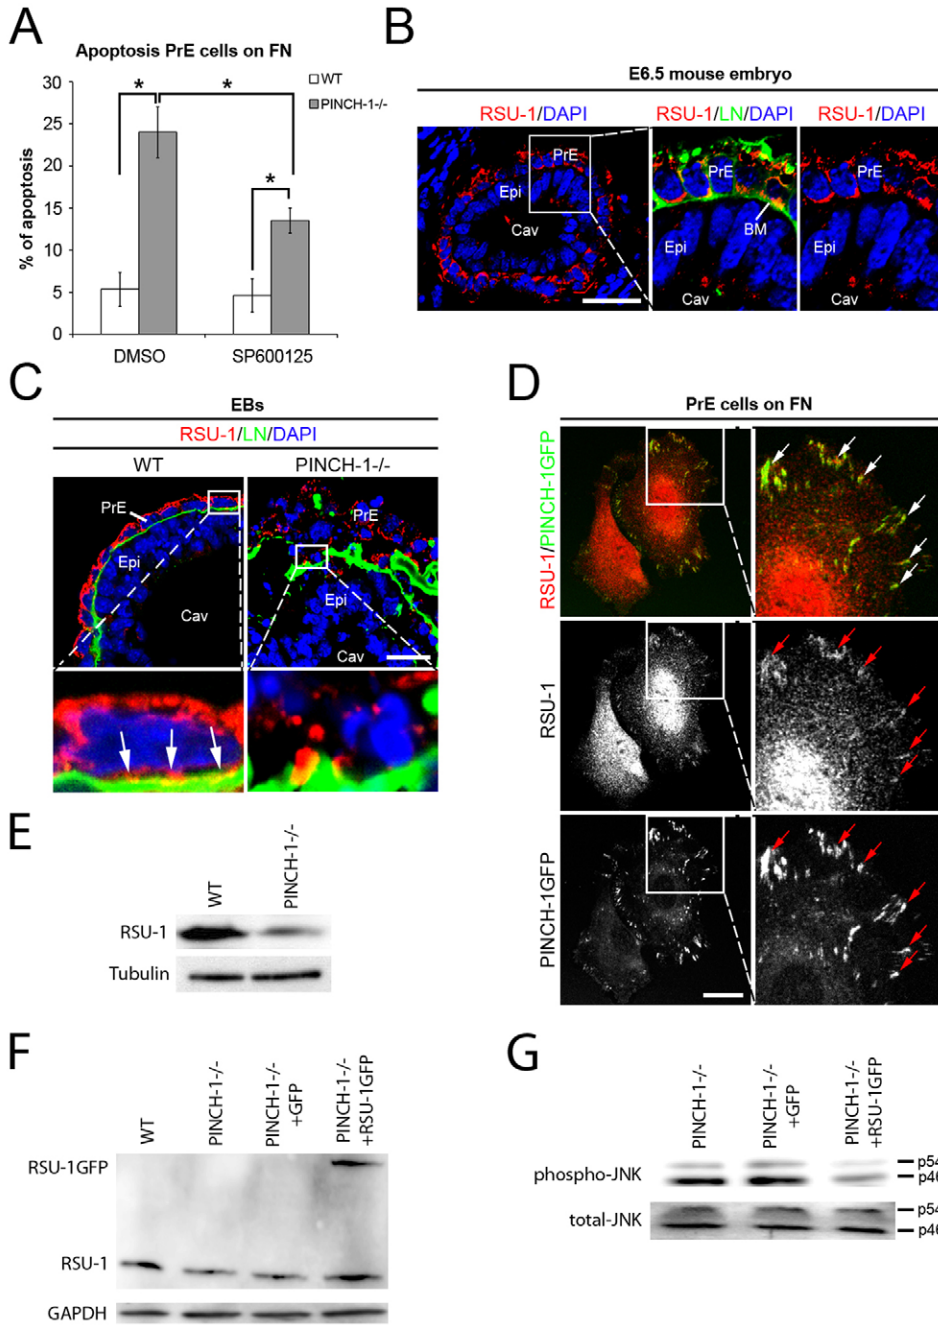 A
Apoptosis PrE cells on FN
*
*
*
WT
PINCH-1-/-
% of apoptosis
30
25
20
15
10
5
0
DMSO
SP600125
B
E6.5 mouse embryo
RSU-1/DAPI
RSU-1/LN/DAPI
RSU-1/DAPI
PrE
Epi
Cav
PrE
BM
Epi
Cav
PrE
Epi
Cav
C
EBs
RSU-1/LN/DAPI
WT
PINCH-1-/-
PrE
Epi
Cav
PrE
Epi
Cav
D
PrE cells on FN
RSU-1/PINCH-1GFP
RSU-1
PINCH-1GFP
E
WT
PINCH-1-/-
RSU-1
Tubulin
F
WT
PINCH-1-/-
PINCH-1-/-
+GFP
PINCH-1-/-
+RSU-1GFP
RSU-1GFP
RSU-1
GAPDH
G
PINCH-1-/-
PINCH-1-/-
+GFP
PINCH-1-/-
+RSU-1GFP
phospho-JNK
p54
p46
total-JNK
p54
p46